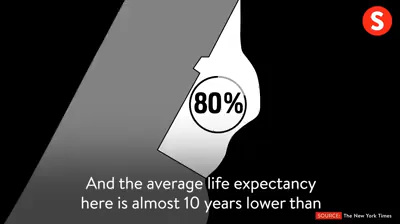 S
80%
And the average life expectancy
here is almost 10 years lower than
SOURCE: The New York Times